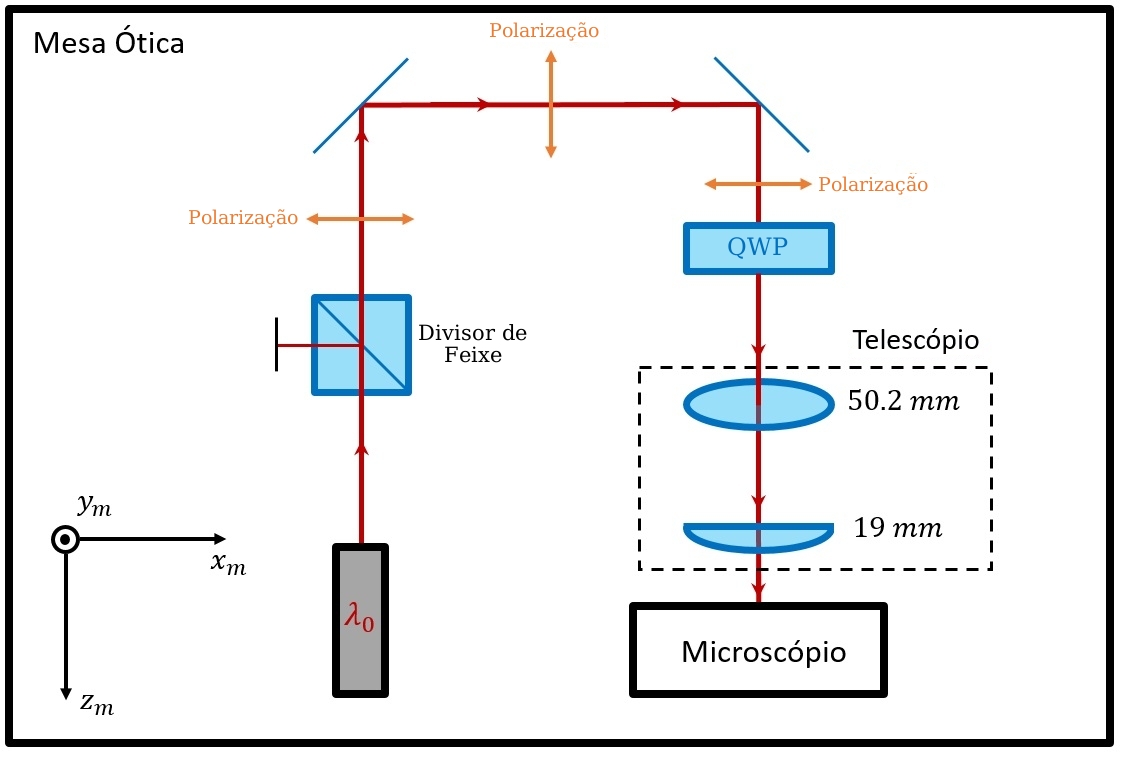 Mesa Ótica
Polarização
Polarização
Polarização
QWP
Divisor de
Feixe
Telescópio
50.2 mm
y_m
19 mm
x_m
λ_0
Microscópio
z_m